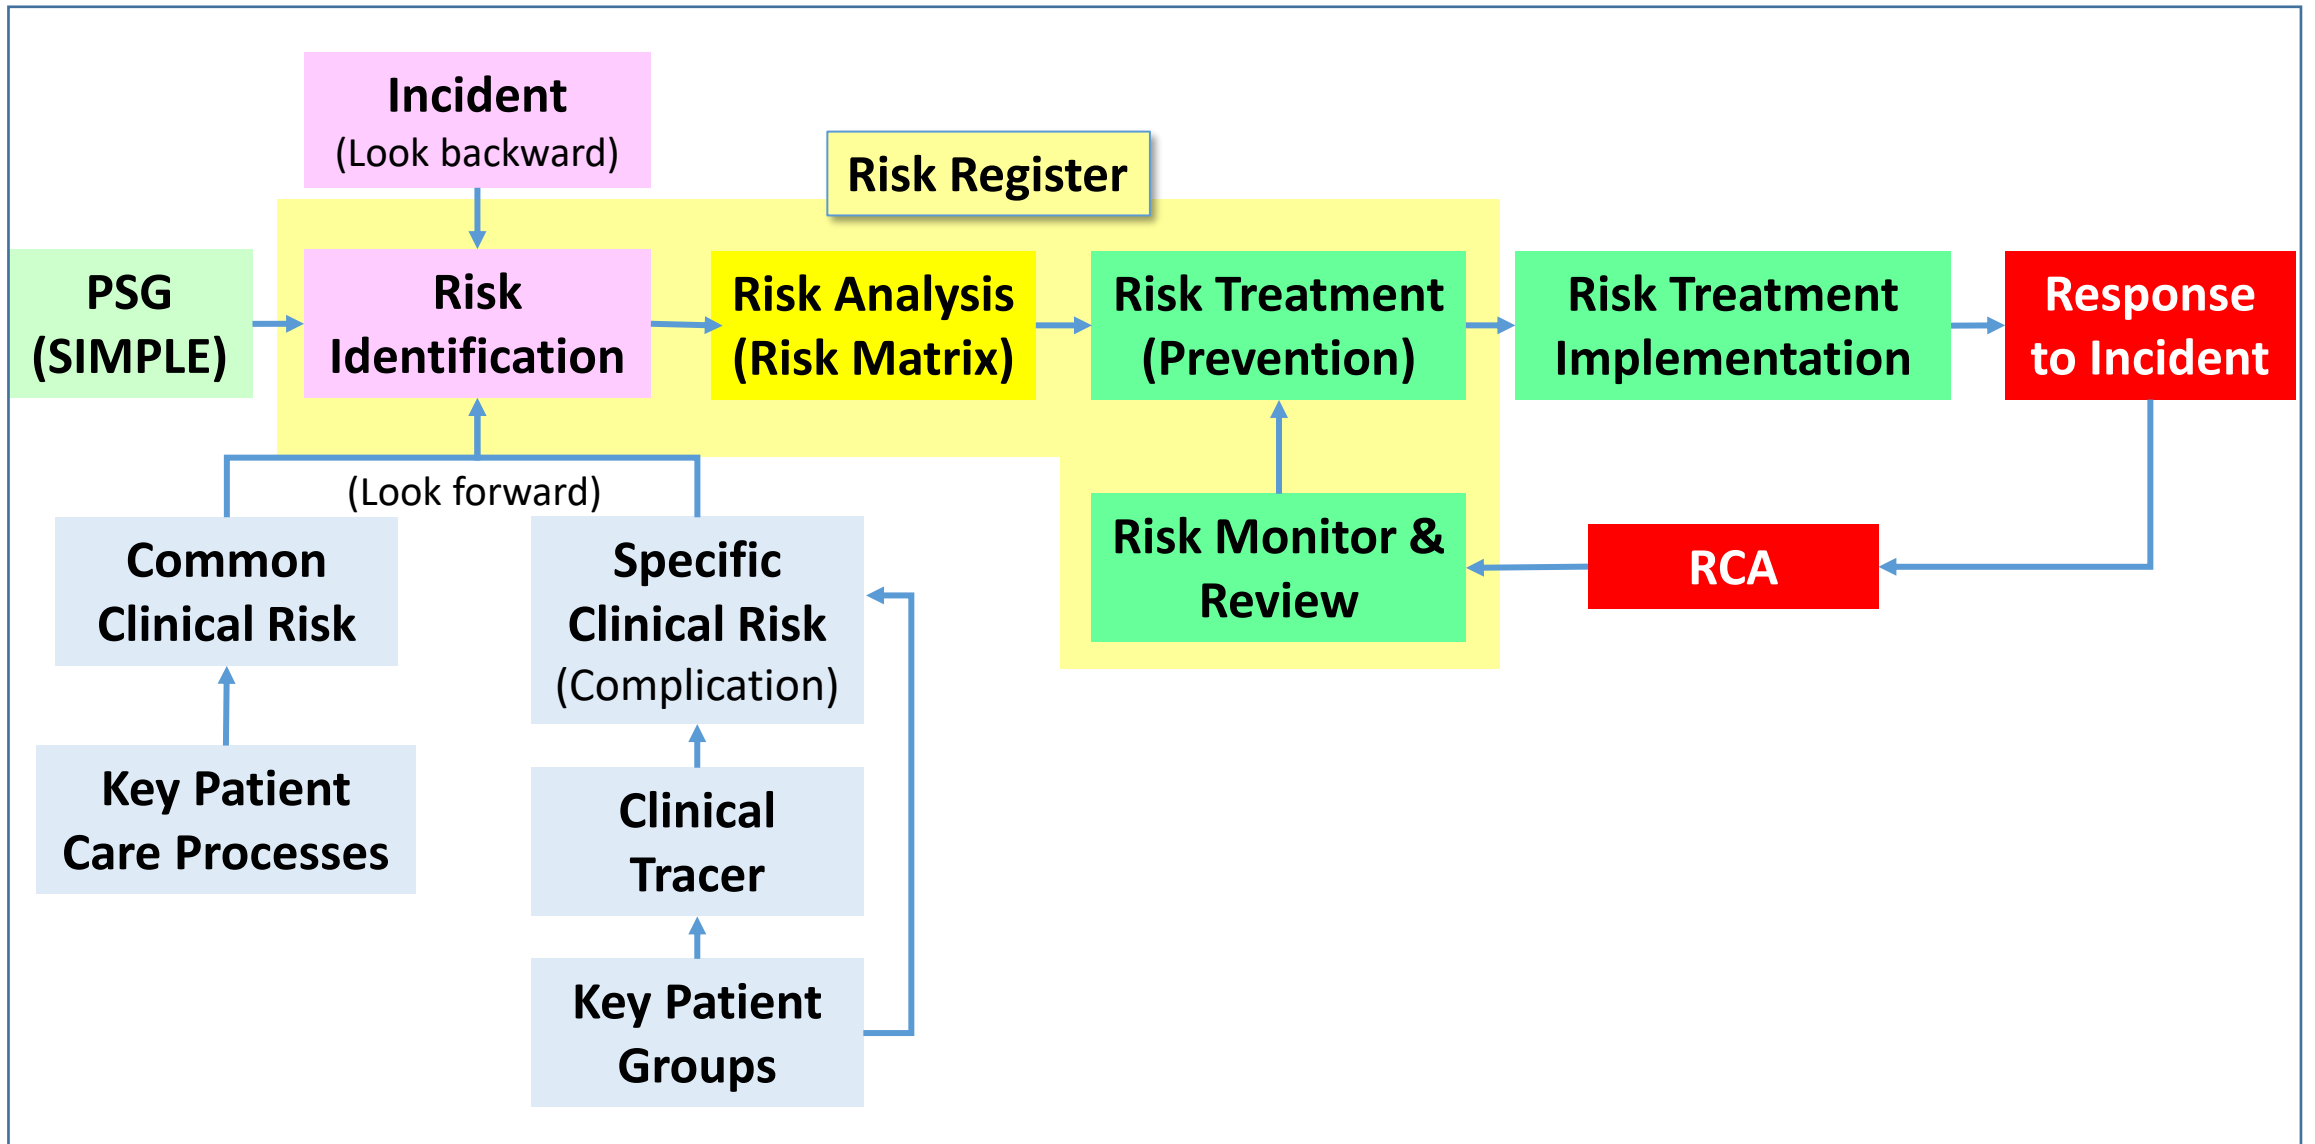 Incident
(Look backward)
Risk Register
PSG
(SIMPLE)
Risk
Identification
Risk Analysis
(Risk Matrix)
Risk Treatment
(Prevention)
Risk Treatment
Implementation
Response
to Incident
(Look forward)
Common
Clinical Risk
Specific
Clinical Risk
(Complication)
Risk Monitor &
Review
RCA
Key Patient
Care Processes
Clinical
Tracer
Key Patient
Groups